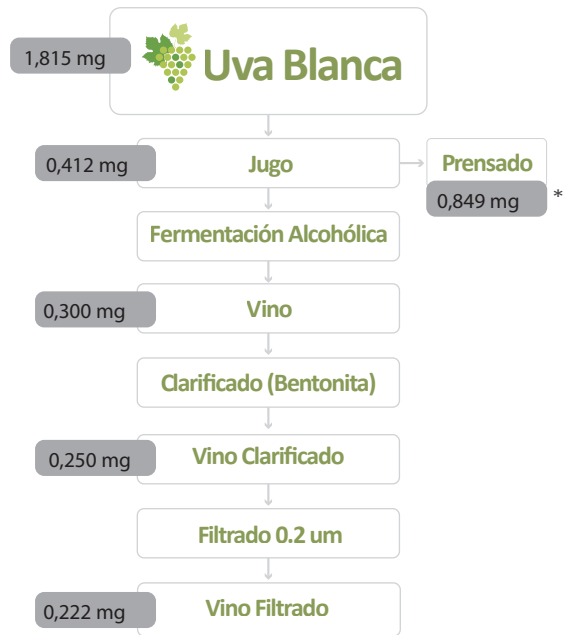 1,815 mg
Uva Blanca
0,412 mg
Jugo
Prensado
0,849 mg *
Fermentación Alcohólica
0,300 mg
Vino
Clarificado (Bentonita)
0,250 mg
Vino Clarificado
Filtrado 0.2 um
0,222 mg
Vino Filtrado